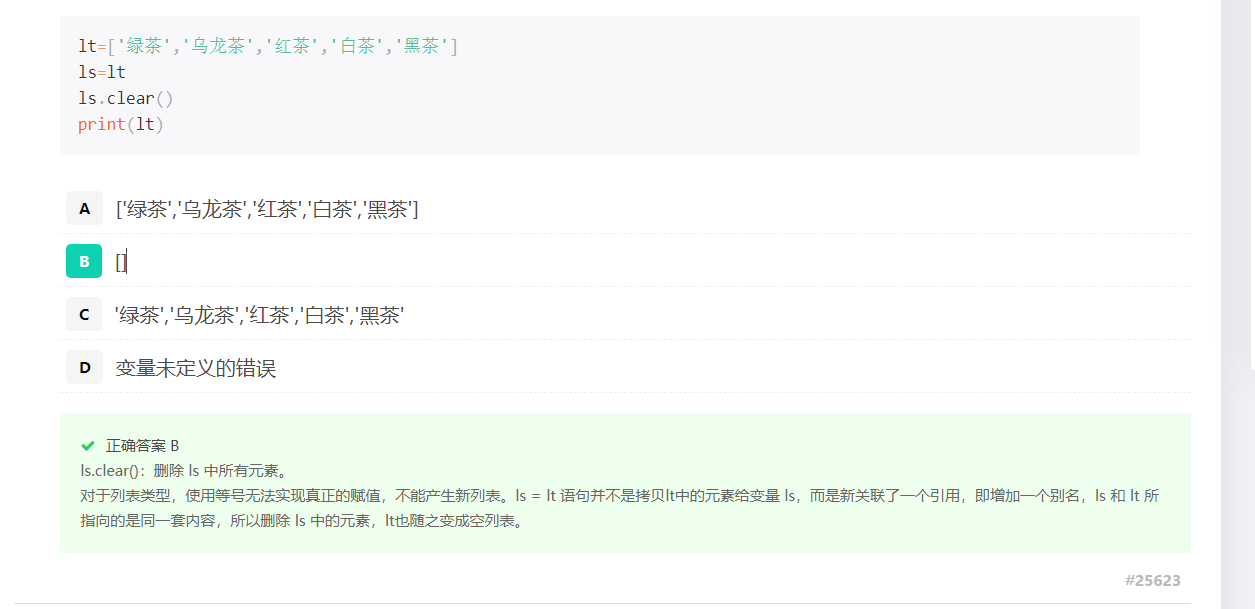 lt=['绿茶','乌龙茶','红茶','白茶','黑茶']
ls=lt
ls.clear()
print(lt)
A ['绿茶','乌龙茶','红茶','白茶','黑茶']
B []
C '绿茶','乌龙茶','红茶','白茶','黑茶'
D 变量未定义的错误
正确答案 B
ls.clear()：删除 ls 中所有元素。
对于列表类型，使用等号无法实现真正的赋值，不能产生新列表。ls = lt 语句并不是拷贝lt中的元素给变量 ls，而是新关联了一个引用，即增加一个别名，ls 和 lt 所
指向的是同一套内容，所以删除 ls 中的元素，lt也随之变成空列表。
#25623